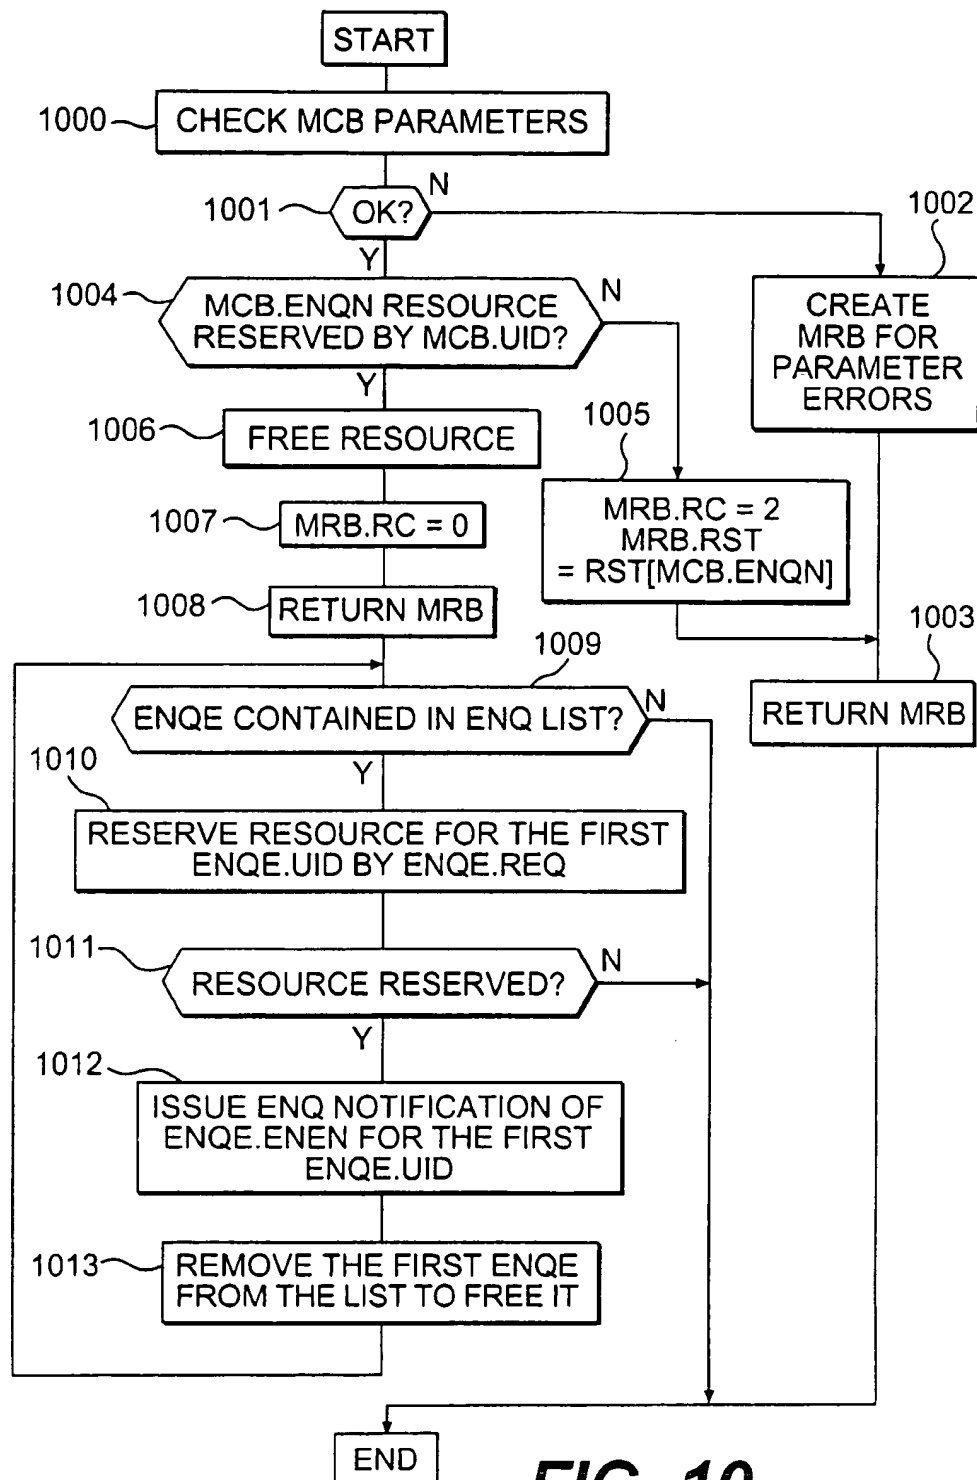 START
1000
CHECK MCB PARAMETERS
1001
OK?
N
Y
1002
CREATE
MRB FOR
PARAMETER
ERRORS
1004
MCB.ENQN RESOURCE
RESERVED BY MCB.UID?
N
Y
1006
FREE RESOURCE
1005
MRB.RC = 2
MRB.RST
= RST[MCB.ENQN]
1007
MRB.RC = 0
1008
RETURN MRB
1003
RETURN MRB
1009
ENQE CONTAINED IN ENQ LIST?
N
Y
1010
RESERVE RESOURCE FOR THE FIRST
ENQE.UID BY ENQE.REQ
1011
RESOURCE RESERVED?
N
Y
1012
ISSUE ENQ NOTIFICATION OF
ENQE.ENEN FOR THE FIRST
ENQE.UID
1013
REMOVE THE FIRST ENQE
FROM THE LIST TO FREE IT
END